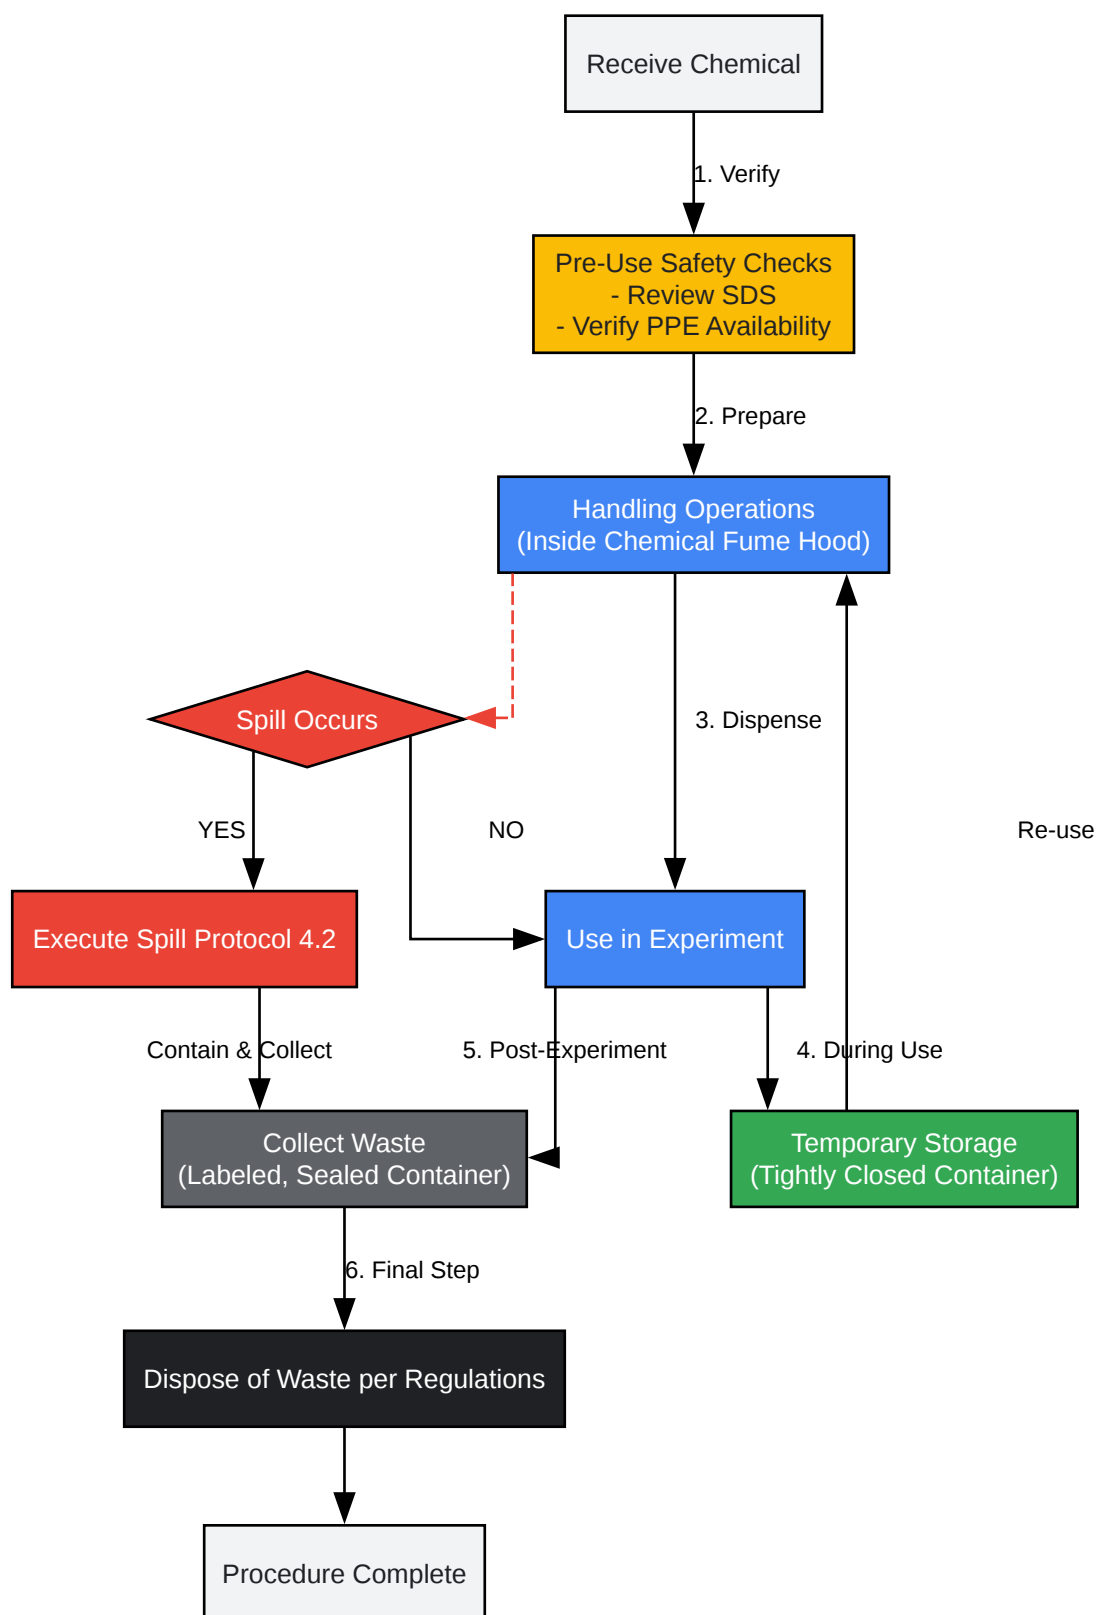 Receive Chemical
1. Verify
Pre-Use Safety Checks
- Review SDS
- Verify PPE Availability
2. Prepare
Handling Operations
(Inside Chemical Fume Hood)
Spill Occurs
3. Dispense
YES
NO
Re-use
Execute Spill Protocol 4.2
Use in Experiment
Contain & Collect
5. Post-Experiment
4. During Use
Collect Waste
(Labeled, Sealed Container)
Temporary Storage
(Tightly Closed Container)
6. Final Step
Dispose of Waste per Regulations
Procedure Complete